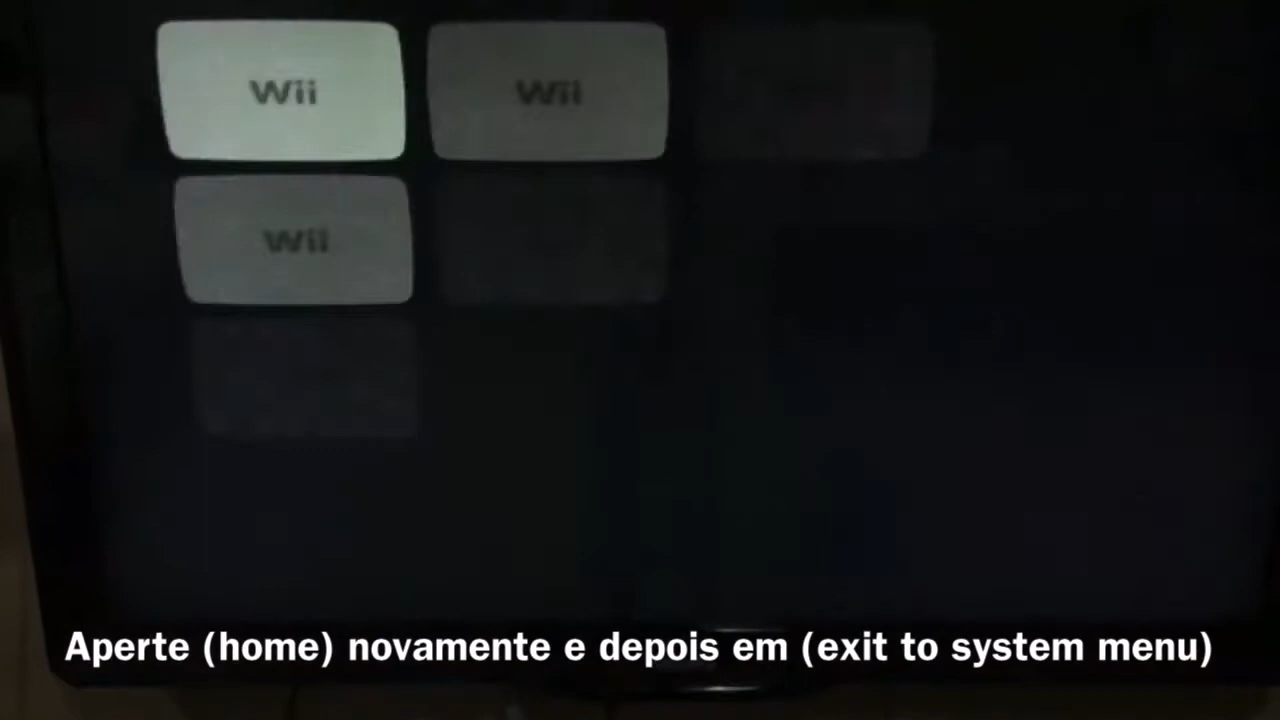 Wii Wii
Wii
Aperte (home) novamente e depois em (exit to system menu)